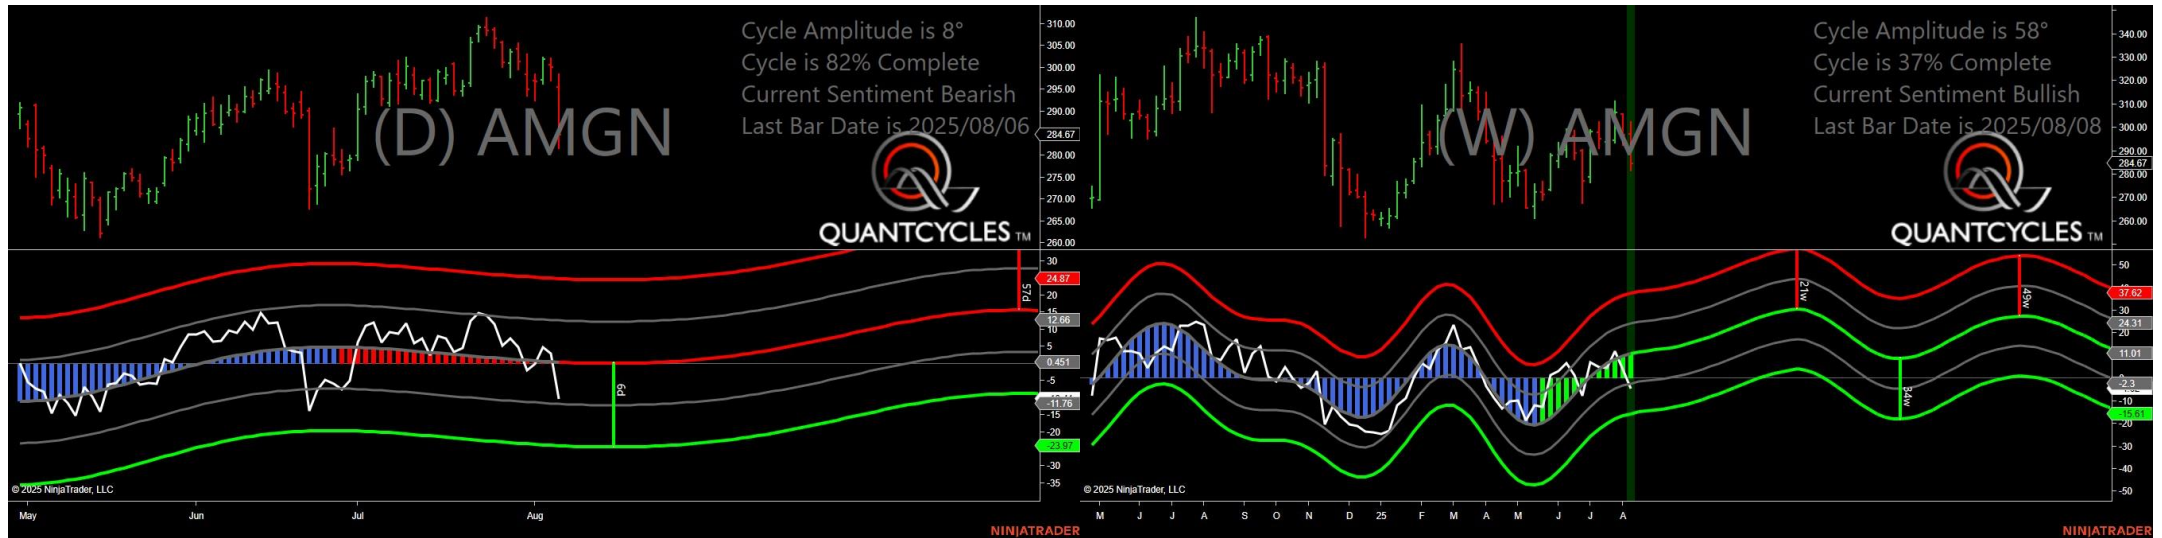 Cycle Amplitude is 8°
Cycle is 82% Complete
Current Sentiment Bearish
Last Bar Date is 2025/08/06
(D) AMGN
QUANTCYCLES TM
310.00
305.00
300.00
295.00
290.00
284.67
280.00
275.00
270.00
265.00
260.00
30
24.87
20
15
12.66
10
5
0.451
-5
-11.76
-15
-20
-23.97
-30
-35
57d
6d
© 2025 NinjaTrader, LLC
May Jun Jul Aug
NINJATRADER
Cycle Amplitude is 58°
Cycle is 37% Complete
Current Sentiment Bullish
Last Bar Date is 2025/08/08
(W) AMGN
QUANTCYCLES TM
340.00
330.00
320.00
310.00
300.00
290.00
284.67
280.00
270.00
260.00
50
37.62
30
24.31
20
11.01
-2.3
-10
-15.61
-20
-30
-40
-50
21w
49w
34w
© 2025 NinjaTrader, LLC
M J J A S O N D 25 F M A M J J A
NINJATRADER